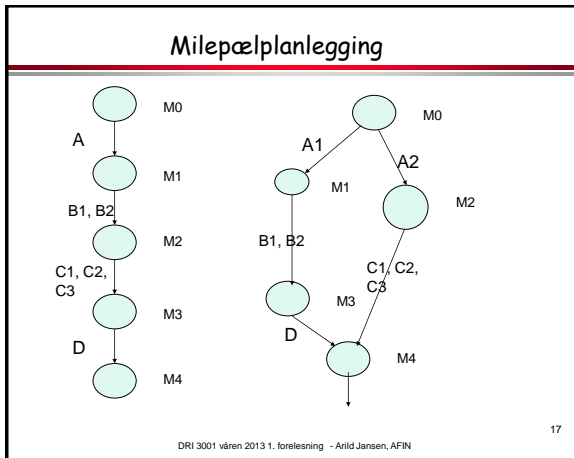 Milepælplanlegging
M0
A
M1
B1, B2
M2
C1, C2,
C3
M3
D
M4
M0
A1
A2
M1
M2
B1, B2
C1, C2,
C3
M3
D
M4
17
DRI 3001 våren 2013 1. forelesning - Arild Jansen, AFIN